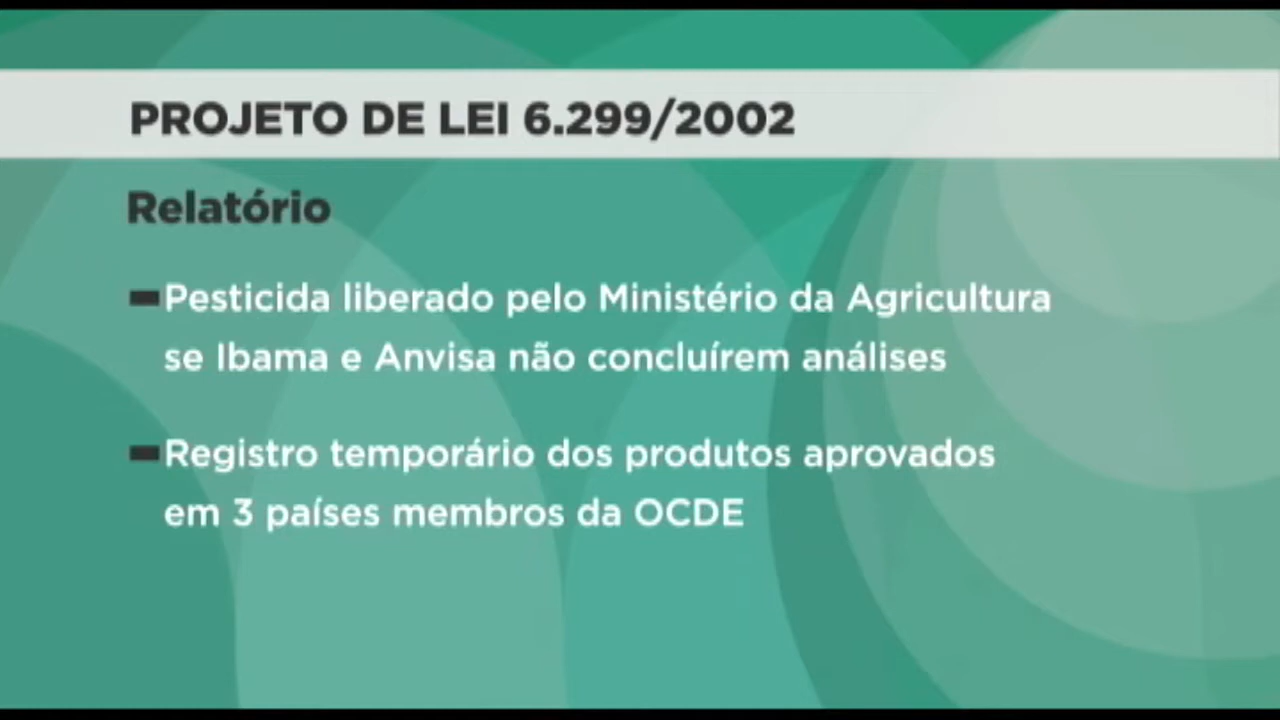 PROJETO DE LEI 6.299/2002
Relatório
Pesticida liberado pelo Ministério da Agricultura
se Ibama e Anvisa não concluírem análises
Registro temporário dos produtos aprovados
em 3 países membros da OCDE